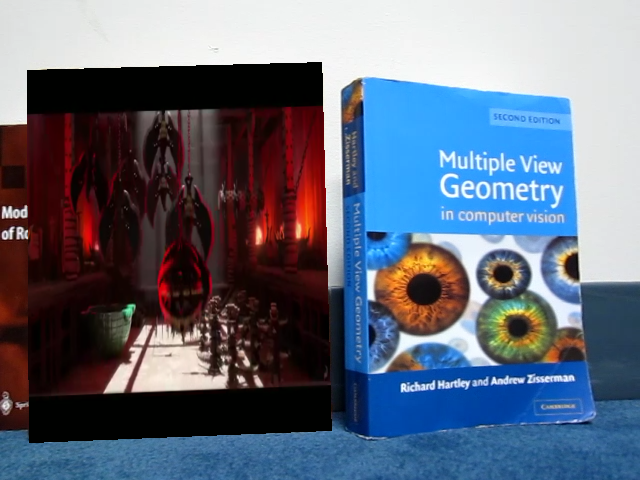 Mod
of Ro
Sprin
Hartley and
Zisserman
Multiple View Geometry
SECOND EDITION
Multiple View
Geometry
in computer vision
Richard Hartley and Andrew Zisserman
CAMBRIDGE